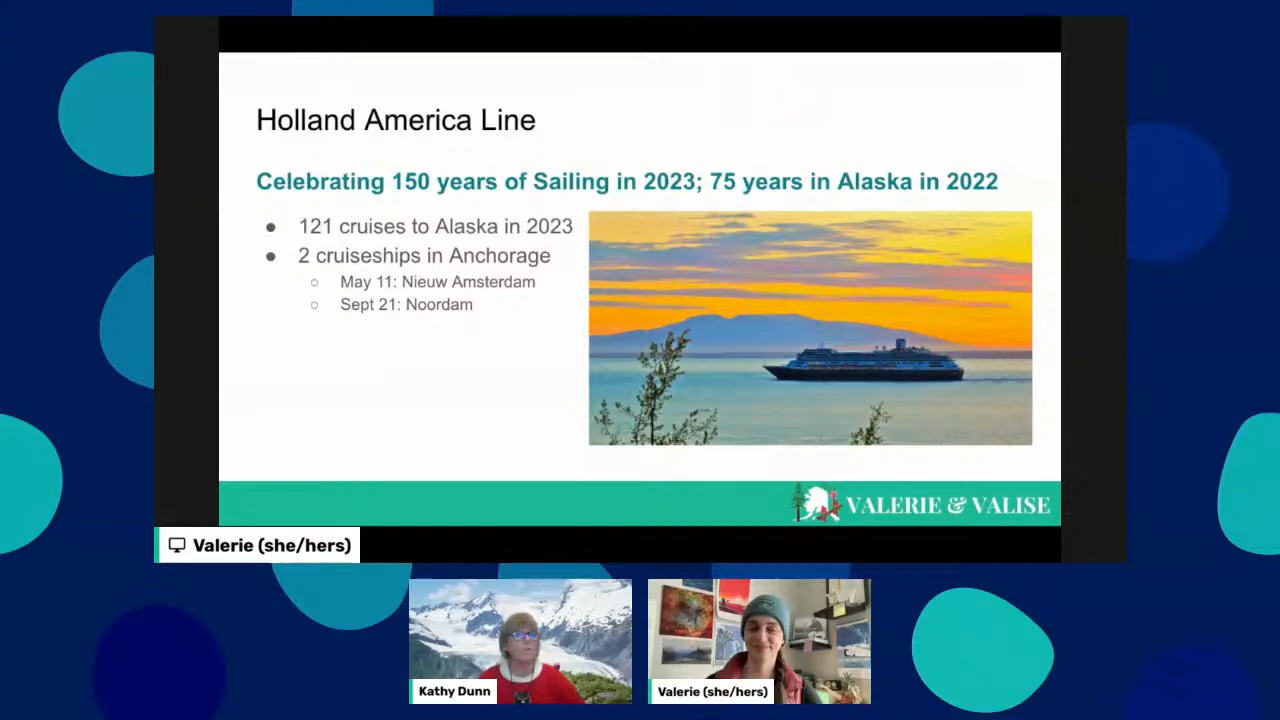 Holland America Line
Celebrating 150 years of Sailing in 2023; 75 years in Alaska in 2022
● 121 cruises to Alaska in 2023
● 2 cruiseships in Anchorage
○ May 11: Nieuw Amsterdam
○ Sept 21: Noordam
VALERIE & VALISE
Valerie (she/hers)
Kathy Dunn
Valerie (she/hers)